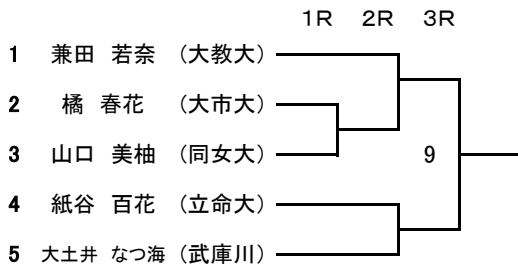 1R 2R 3R
1 兼田 若奈 (大教大)
2 橘 春花 (大市大)
3 山口 美柚 (同女大) 9
4 紙谷 百花 (立命大)
5 大土井 なつ海 (武庫川)